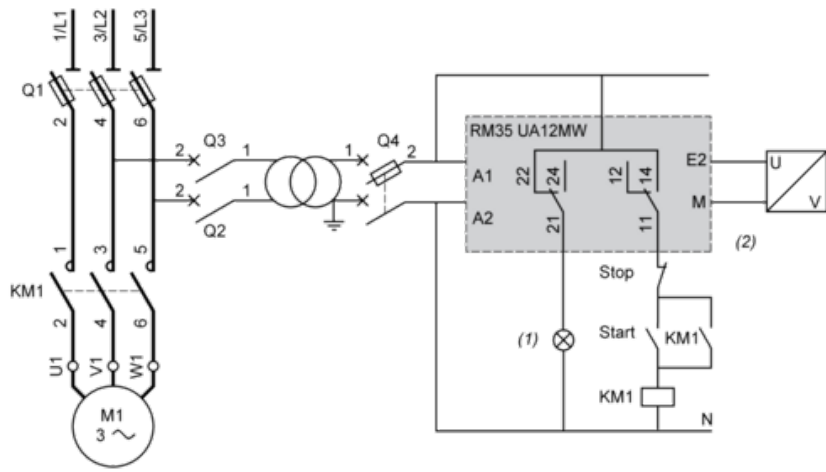 1/L1 3/L2 5/L3
Q1
2 4 6
Q3
2 1
2 1
Q2
1
Q4
2
RM35 UA12MW
A1
A2
22 24
21
12 14
11
E2
M
U
V
(2)
Stop
Start
KM1
KM1
(1)
N
1 3 5
KM1
2 4 6
U1 V1 W1
M1
3